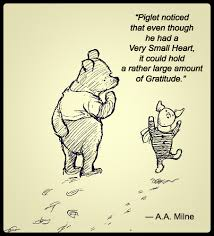 "Piglet noticed
that even though
he had a
Very Small Heart,
it could hold
a rather large amount
of Gratitude."
— A.A. Milne